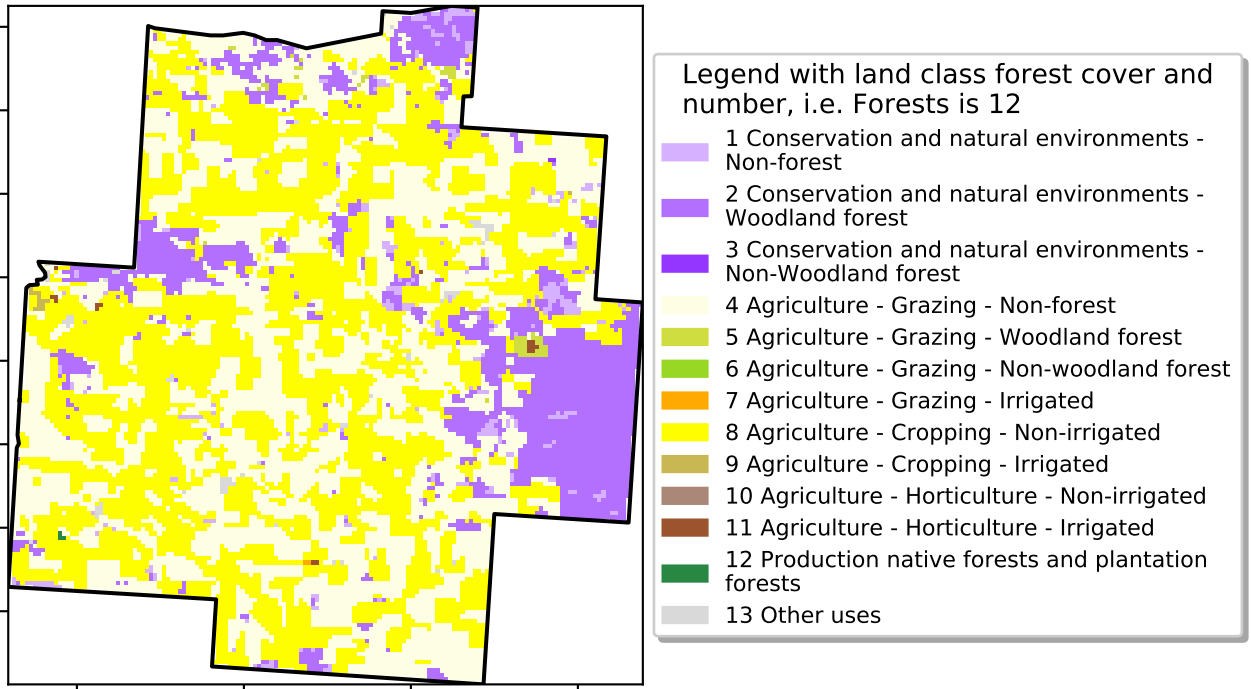 Legend with land class forest cover and
number, i.e. Forests is 12
1 Conservation and natural environments -
Non-forest
2 Conservation and natural environments -
Woodland forest
3 Conservation and natural environments -
Non-Woodland forest
4 Agriculture - Grazing - Non-forest
5 Agriculture - Grazing - Woodland forest
6 Agriculture - Grazing - Non-woodland forest
7 Agriculture - Grazing - Irrigated
8 Agriculture - Cropping - Non-irrigated
9 Agriculture - Cropping - Irrigated
10 Agriculture - Horticulture - Non-irrigated
11 Agriculture - Horticulture - Irrigated
12 Production native forests and plantation
forests
13 Other uses